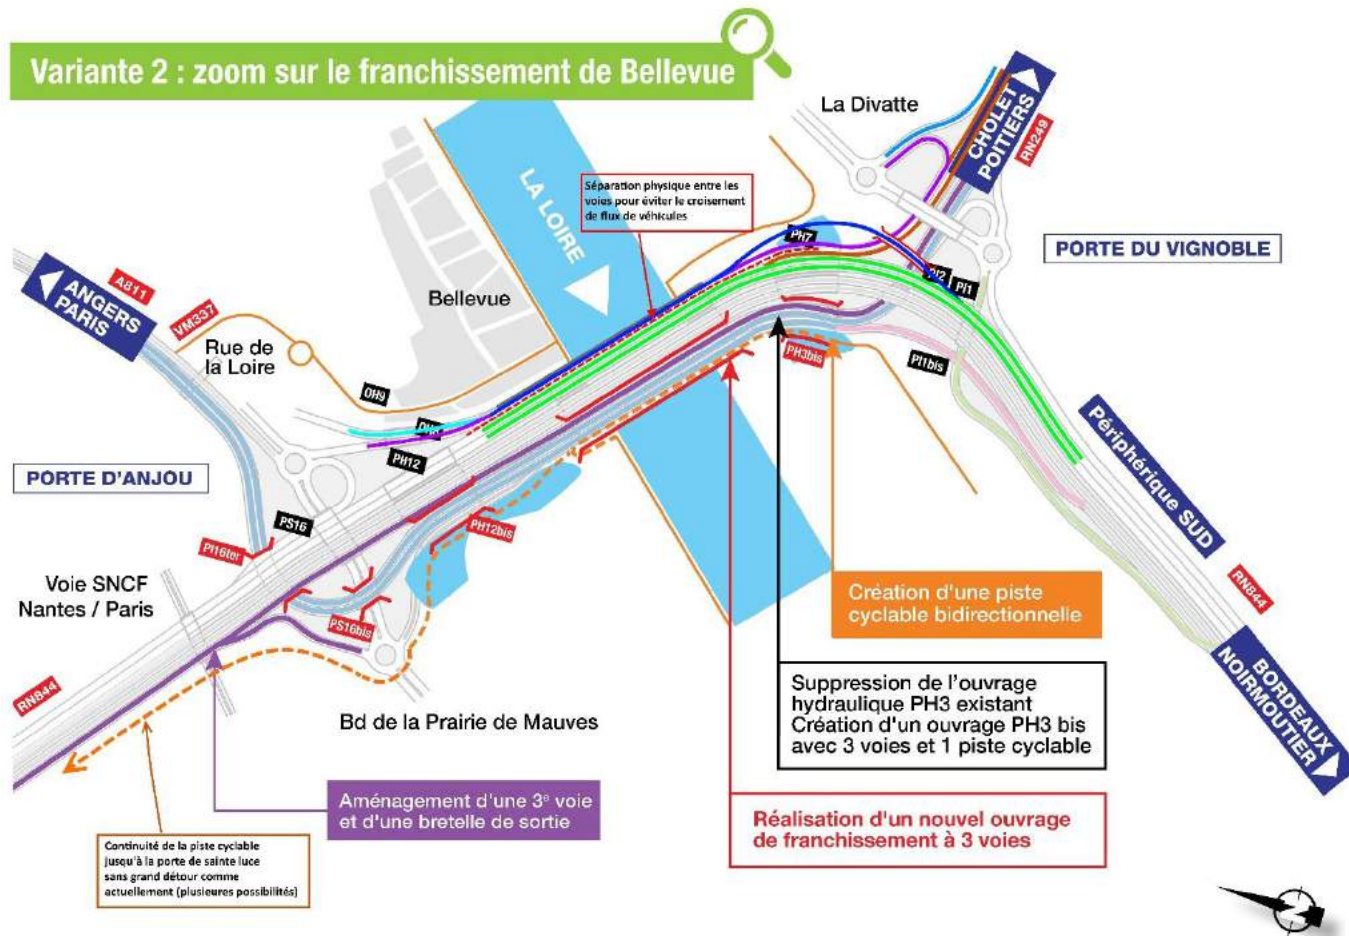 Variante 2 : zoom sur le franchissement de Bellevue
La Divatte
CHOLET
POITIERS
RN249
LA LOIRE
Séparation physique entre les
voies pour éviter le croisement
de flux de véhicules
PH7
PI2
PI1
PORTE DU VIGNOBLE
ANGERS
PARIS
A811
VM337
Bellevue
Rue de
la Loire
OH9
PH12
PH3bis
PI1bis
PORTE D'ANJOU
PS16
PI16ter
PH12bis
Périphérique SUD
RN844
Voie SNCF
Nantes / Paris
PS16bis
Création d'une piste
cyclable bidirectionnelle
BORDEAUX
NOIRMOUTIER
RN844
Bd de la Prairie de Mauves
Suppression de l'ouvrage
hydraulique PH3 existant
Création d'un ouvrage PH3 bis
avec 3 voies et 1 piste cyclable
Aménagement d'une 3e voie
et d'une bretelle de sortie
Réalisation d'un nouvel ouvrage
de franchissement à 3 voies
Continuité de la piste cyclable
jusqu'à la porte de sainte luce
sans grand détour comme
actuellement (plusieures possibilités)
N